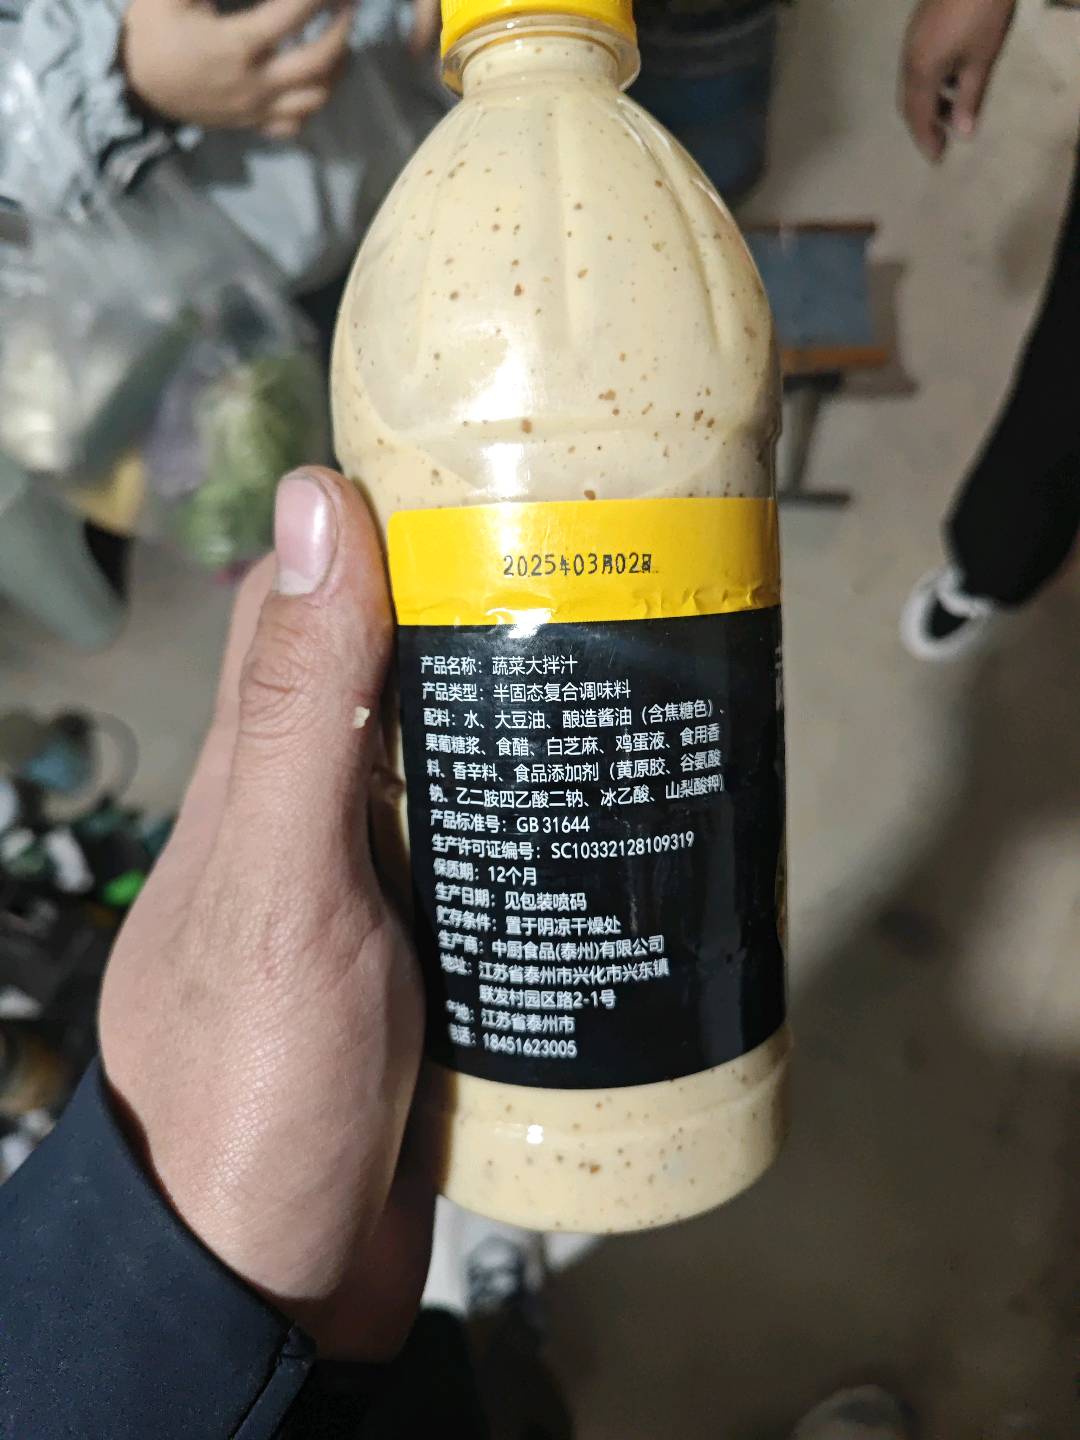 2025年03月02日
产品名称：蔬菜大拌汁
产品类型：半固态复合调味料
配料：水、大豆油、酿造酱油（含焦糖色）、
果葡糖浆、食醋、白芝麻、鸡蛋液、食用香
料、香辛料、食品添加剂（黄原胶、谷氨酸
钠、乙二胺四乙酸二钠、冰乙酸、山梨酸钾）
产品标准号：GB 31644
生产许可证编号：SC10332128109319
保质期：12个月
生产日期：见包装喷码
贮存条件：置于阴凉干燥处
生产商：中厨食品(泰州)有限公司
地址：江苏省泰州市兴化市兴东镇
联发村园区路2-1号
产地：江苏省泰州市
电话：18451623005